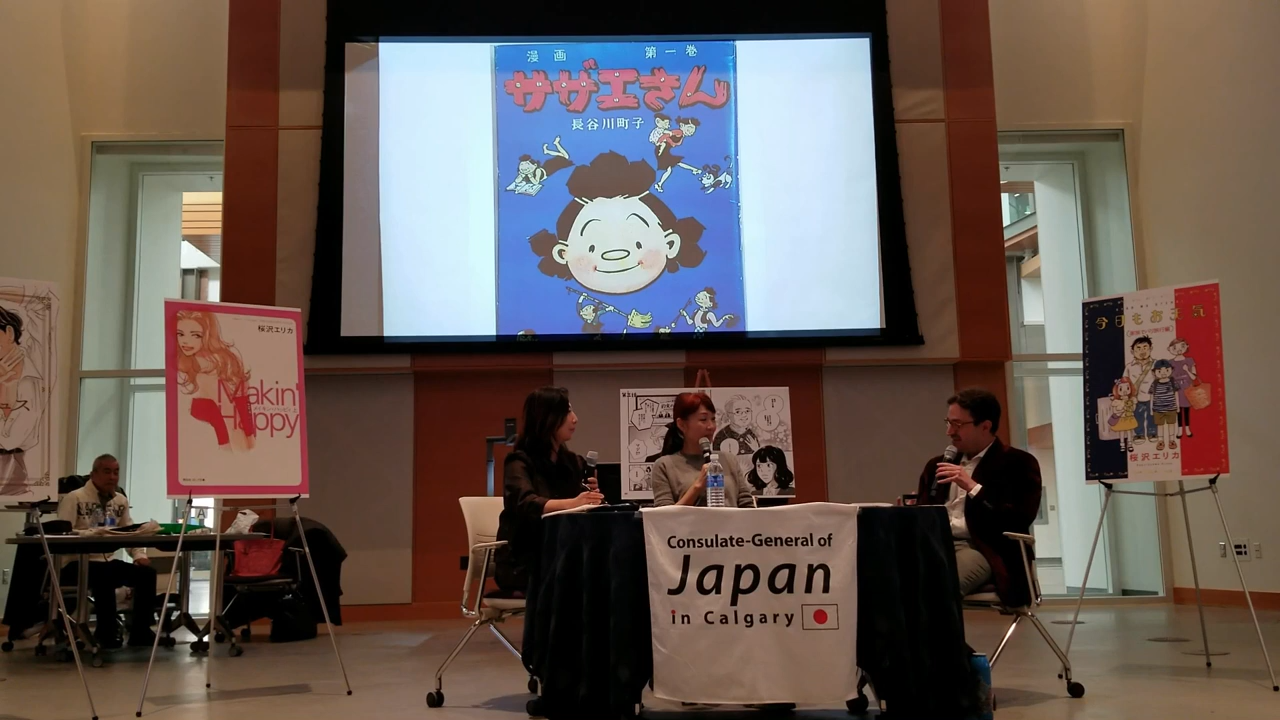 漫画 第一巻
サザエさん
長谷川町子
桜沢エリカ
Makin'
Happy
今日もお天気
桜沢エリカ
Consulate-General of
Japan
in Calgary